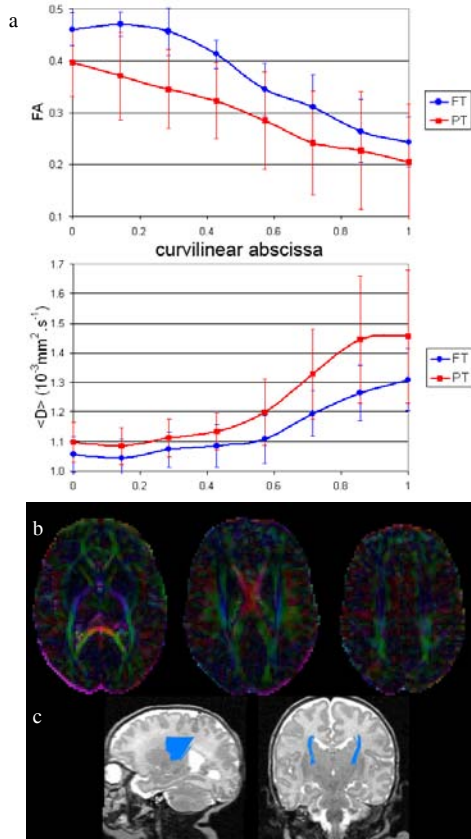 a
0.5
0.4
0.3
0.2
0.1
FA
0 0.2 0.4 0.6 0.8 1
FT
PT
curvilinear abscissa
1.7
1.6
1.5
1.4
1.3
1.2
1.1
1.0
<D> (10⁻³mm².s⁻¹)
0 0.2 0.4 0.6 0.8 1
FT
PT
b
c